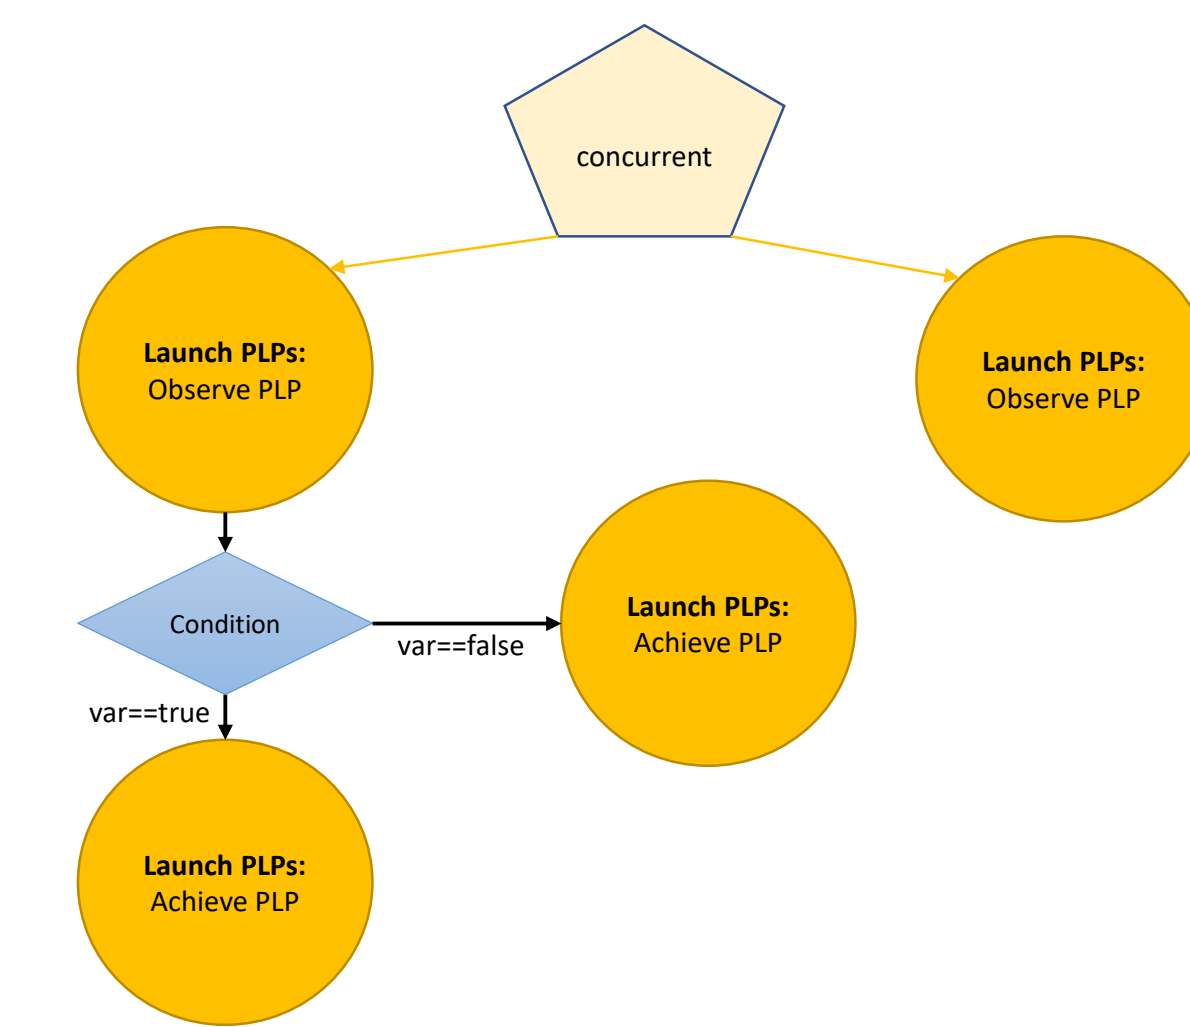 concurrent
Launch PLPs:
Observe PLP
Launch PLPs:
Observe PLP
Condition
var==false
Launch PLPs:
Achieve PLP
var==true
Launch PLPs:
Achieve PLP